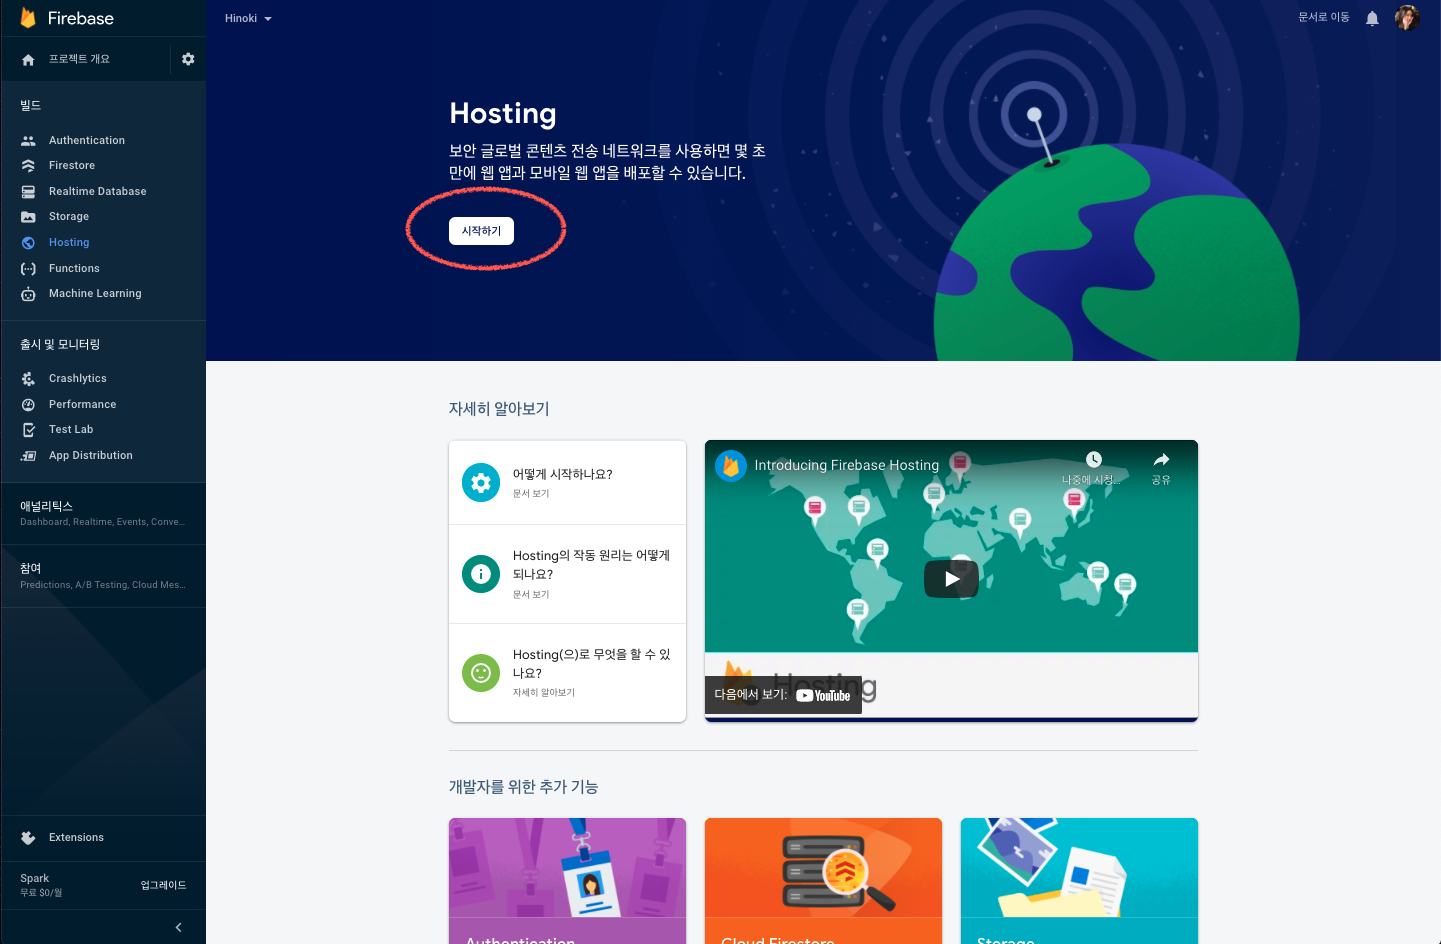 Firebase
프로젝트 개요
빌드
Authentication
Firestore
Realtime Database
Storage
Hosting
Functions
Machine Learning
출시 및 모니터링
Crashlytics
Performance
Test Lab
App Distribution
애널리틱스
Dashboard, Realtime, Events, Conve...
참여
Predictions, A/B Testing, Cloud Mes...
Extensions
Spark
무료 $0/월
업그레이드
Hinoki
문서로 이동
Hosting
보안 글로벌 콘텐츠 전송 네트워크를 사용하면 몇 초
만에 웹 앱과 모바일 웹 앱을 배포할 수 있습니다.
시작하기
자세히 알아보기
어떻게 시작하나요?
문서 보기
Hosting의 작동 원리는 어떻게
되나요?
문서 보기
Hosting(으)로 무엇을 할 수 있
나요?
자세히 알아보기
Introducing Firebase Hosting
나중에 시청...
공유
Hosting
다음에서 보기: YouTube
개발자를 위한 추가 기능
Authentication
Cloud Firestore
Storage